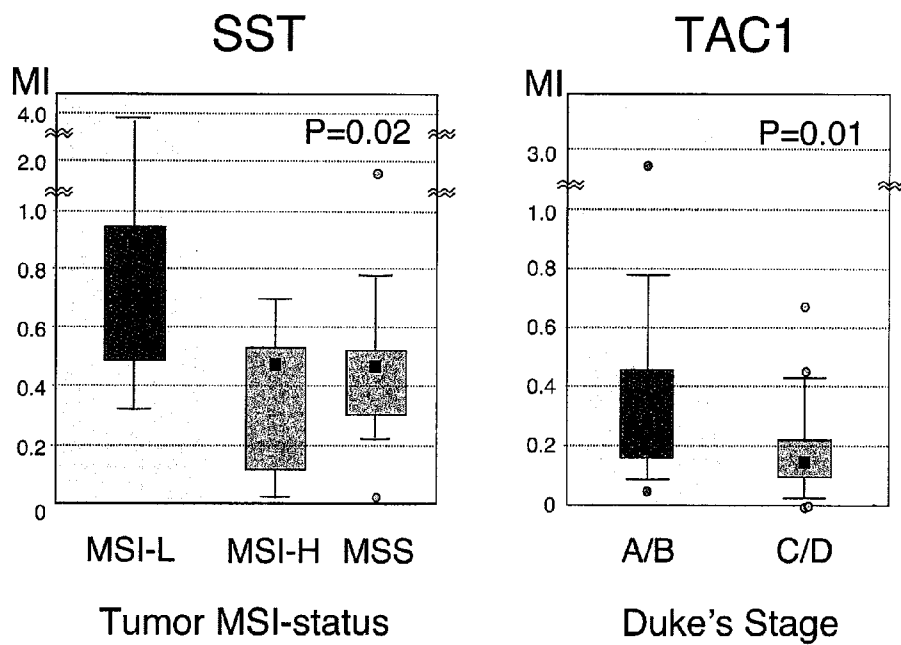 SST
MI
4.0
P=0.02
2.0
1.0
0.8
0.6
0.4
0.2
0
MSI-L MSI-H MSS
Tumor MSI-status
TAC1
MI
P=0.01
3.0
1.0
0.8
0.6
0.4
0.2
0
A/B C/D
Duke's Stage